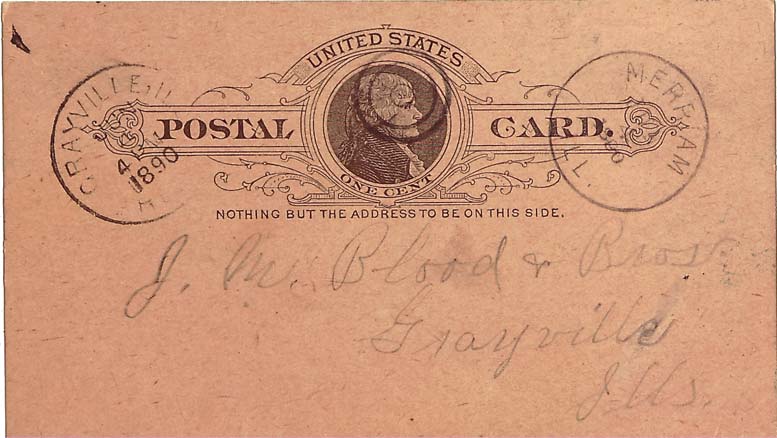 UNITED STATES
POSTAL CARD.
ONE CENT
NOTHING BUT THE ADDRESS TO BE ON THIS SIDE.
GRAYVILLE
1890
MERRIAM
ILL.
J. M. Blood & Bros
Grayville
Ills.